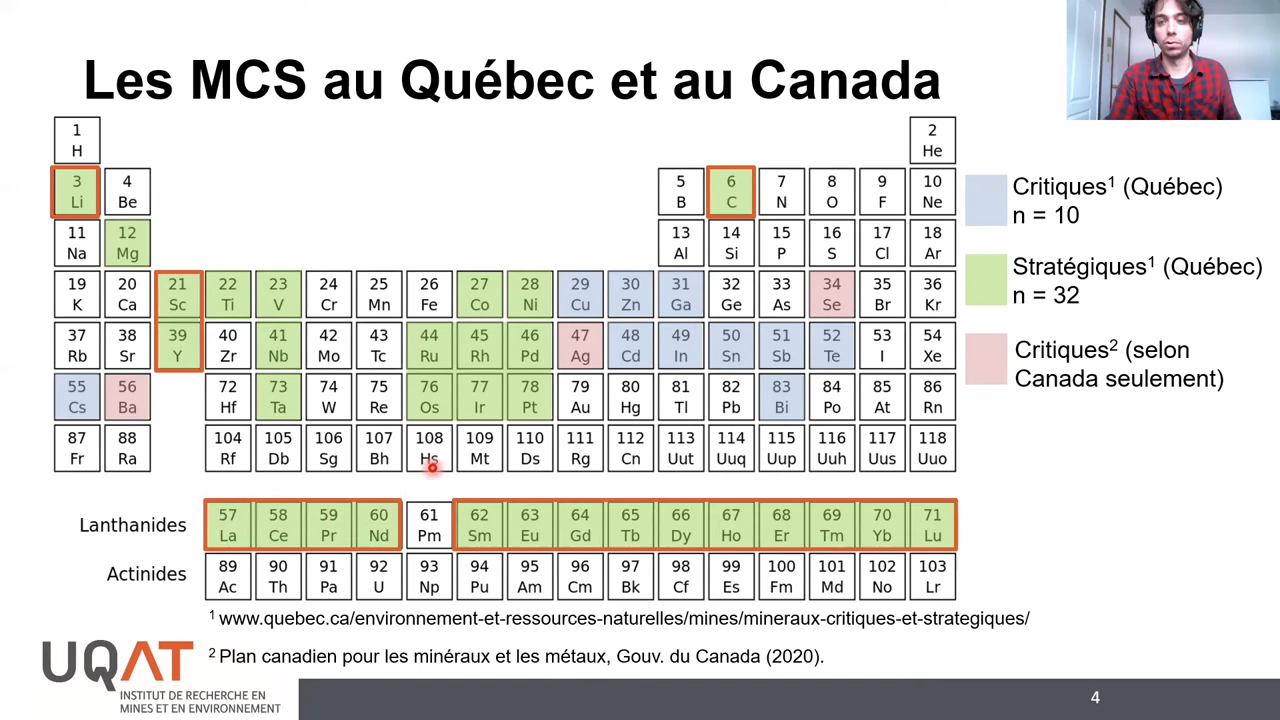 Les MCS au Québec et au Canada
1 2
H He
3 4 5 6 7 8 9 10
Li Be B C N O F Ne
11 12 13 14 15 16 17 18
Na Mg Al Si P S Cl Ar
19 20 21 22 23 24 25 26 27 28 29 30 31 32 33 34 35 36
K Ca Sc Ti V Cr Mn Fe Co Ni Cu Zn Ga Ge As Se Br Kr
37 38 39 40 41 42 43 44 45 46 47 48 49 50 51 52 53 54
Rb Sr Y Zr Nb Mo Tc Ru Rh Pd Ag Cd In Sn Sb Te I Xe
55 56 72 73 74 75 76 77 78 79 80 81 82 83 84 85 86
Cs Ba Hf Ta W Re Os Ir Pt Au Hg Tl Pb Bi Po At Rn
87 88 104 105 106 107 108 109 110 111 112 113 114 115 116 117 118
Fr Ra Rf Db Sg Bh Hs Mt Ds Rg Cn Uut Uuq Uup Uuh Uus Uuo
57 58 59 60 61 62 63 64 65 66 67 68 69 70 71
Lanthanides La Ce Pr Nd Pm Sm Eu Gd Tb Dy Ho Er Tm Yb Lu
89 90 91 92 93 94 95 96 97 98 99 100 101 102 103
Actinides Ac Th Pa U Np Pu Am Cm Bk Cf Es Fm Md No Lr
Critiques¹ (Québec)
n = 10
Stratégiques¹ (Québec)
n = 32
Critiques² (selon
Canada seulement)
¹ www.quebec.ca/environnement-et-ressources-naturelles/mines/mineraux-critiques-et-strategiques/
² Plan canadien pour les minéraux et les métaux, Gouv. du Canada (2020).
UQAT
INSTITUT DE RECHERCHE EN
MINES ET EN ENVIRONNEMENT
4